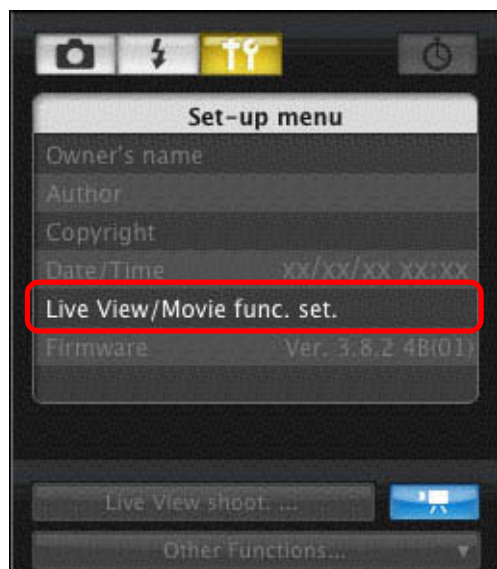 Set-up menu
Owner's name
Author
Copyright
Date/Time xx/xx/xx xx:xx
Live View/Movie func. set.
Firmware Ver. 3.8.2 4B(01)
Live View shoot. ...
Other Functions...